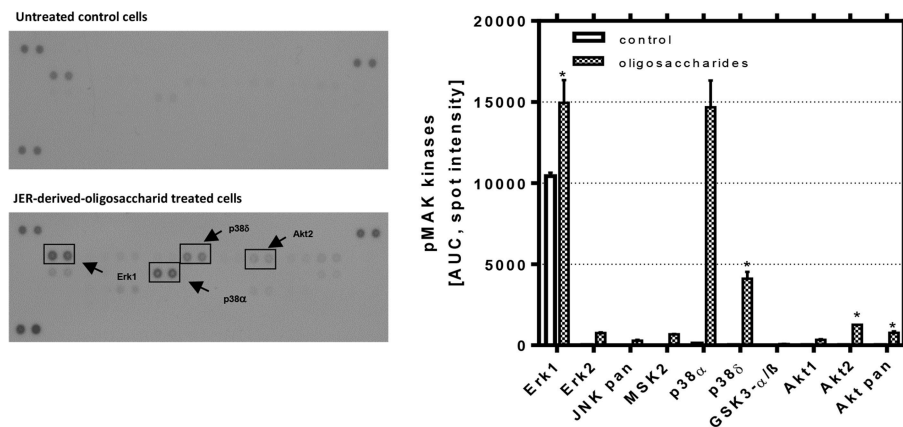 Untreated control cells
JER-derived-oligosaccharid treated cells
p38δ
Akt2
Erk1
p38α
pMAK kinases
[AUC, spot intensity]
20000
15000
10000
5000
0
control
oligosaccharides
*
*
*
*
Erk1
Erk2
JNK pan
MSK2
p38α
p38δ
GSK3-α/ß
Akt1
Akt2
Akt pan